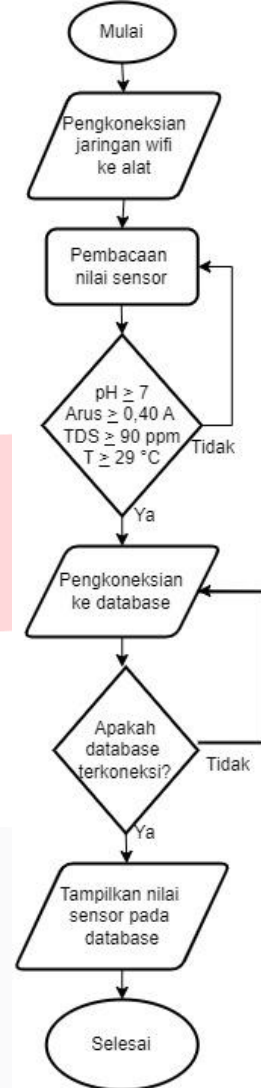 Mulai
Pengkoneksian
jaringan wifi
ke alat
Pembacaan
nilai sensor
pH ≥ 7
Arus ≥ 0,40 A
TDS ≥ 90 ppm
T ≥ 29 °C
Tidak
Ya
Pengkoneksian
ke database
Apakah
database
terkoneksi?
Tidak
Ya
Tampilkan nilai
sensor pada
database
Selesai